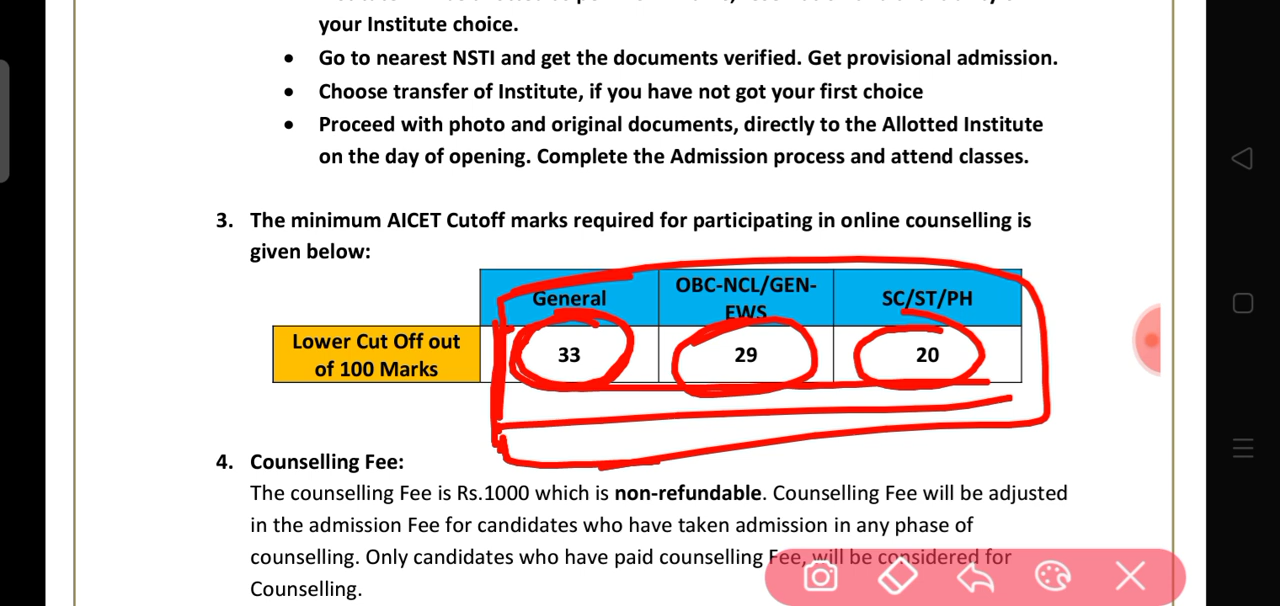 your Institute choice.
• Go to nearest NSTI and get the documents verified. Get provisional admission.
• Choose transfer of Institute, if you have not got your first choice
• Proceed with photo and original documents, directly to the Allotted Institute
on the day of opening. Complete the Admission process and attend classes.
3. The minimum AICET Cutoff marks required for participating in online counselling is
given below:
General OBC-NCL/GEN-
EWS SC/ST/PH
Lower Cut Off out
of 100 Marks 33 29 20
4. Counselling Fee:
The counselling Fee is Rs.1000 which is non-refundable. Counselling Fee will be adjusted
in the admission Fee for candidates who have taken admission in any phase of
counselling. Only candidates who have paid counselling Fee, will be considered for
Counselling.